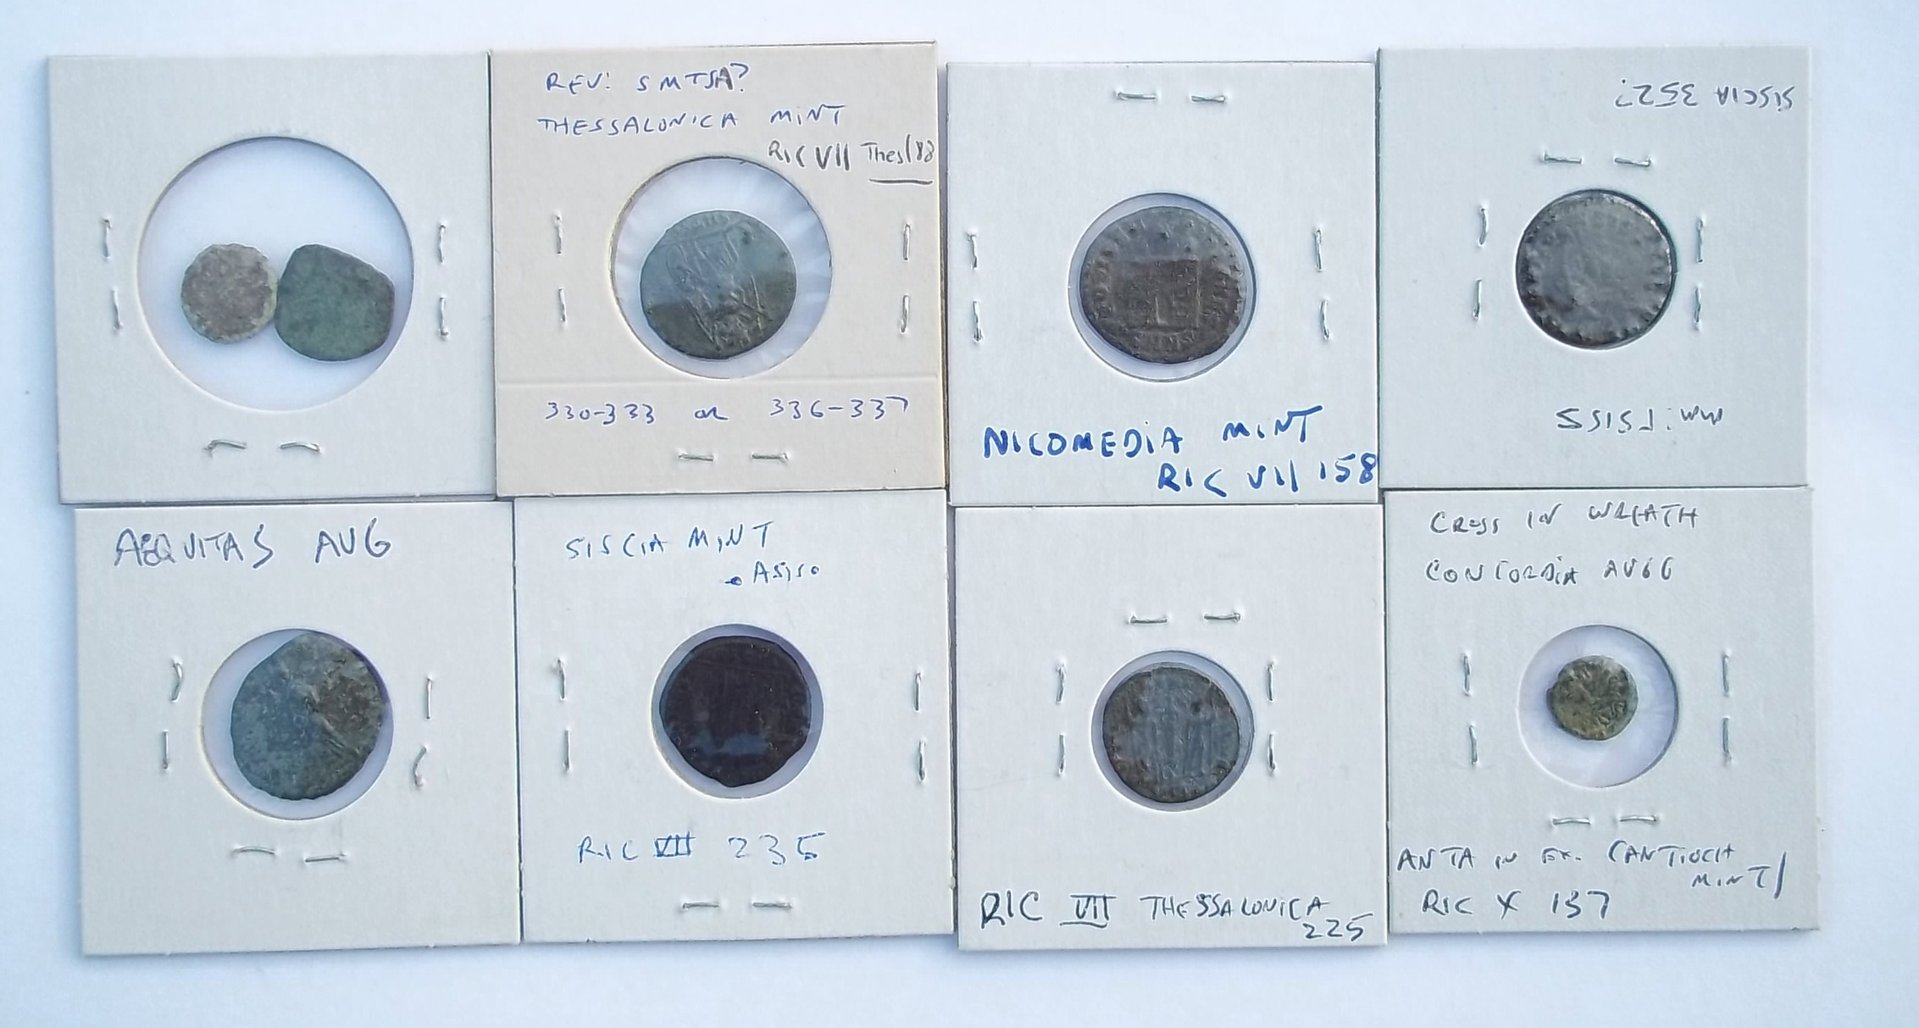 REV: SMTSA?
THESSALONICA MINT
RIC VII Thes 188
330-333 or 336-337
NICOMEDIA MINT
RIC VII 158
SISCIA 352?
AEQUITAS AUG
SISCIA MINT
•ASIS•
RIC VII 235
RIC VII THESSALONICA
225
CROSS IN WREATH
CONCORDIA AUGG
ANTA IN EX. (ANTIOCH
MINT)
RIC X 137